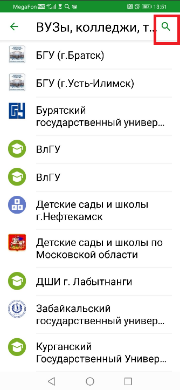 MegaFon
ВУЗы, колледжи, т...
БГУ (г.Братск)
БГУ (г.Усть-Илимск)
Бурятский
государственный универ...
ВлГУ
ВлГУ
Детские сады и школы
г.Нефтекамск
Детские сады и школы по
Московской области
ДШИ г. Лабытнанги
Забайкальский
государственный универ...
Курганский
Государственный Униве...